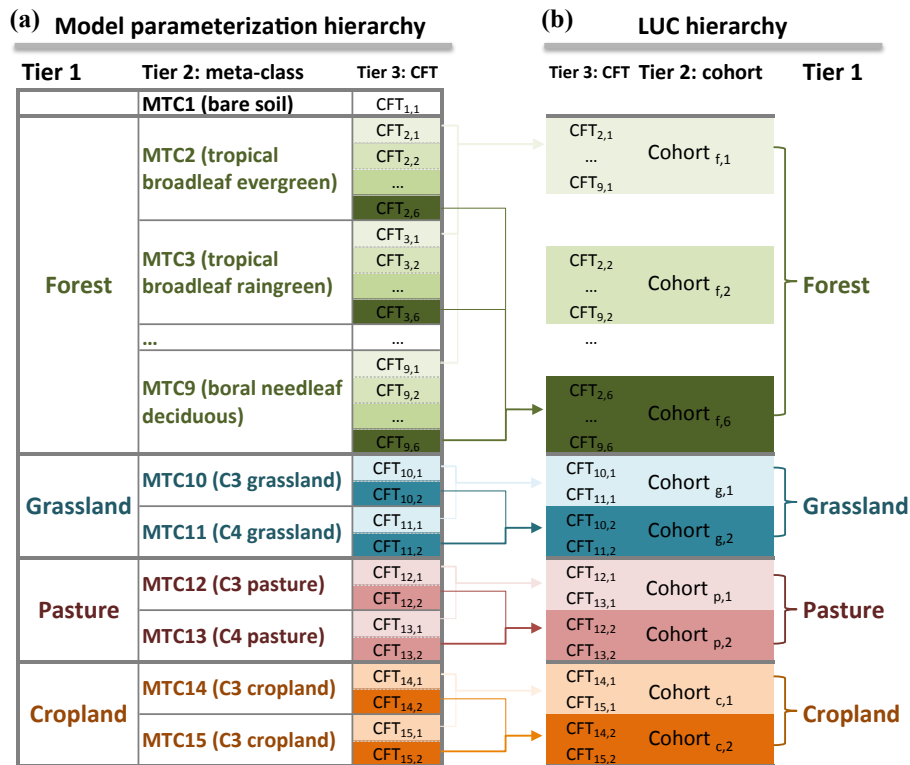 (a) Model parameterization hierarchy
Tier 1 Tier 2: meta-class Tier 3: CFT
MTC1 (bare soil) CFT1,1
Forest
MTC2 (tropical
broadleaf evergreen)
CFT2,1
CFT2,2
...
CFT2,6
MTC3 (tropical
broadleaf raingreen)
CFT3,1
CFT3,2
...
CFT3,6
... ...
MTC9 (boral needleaf
deciduous)
CFT9,1
CFT9,2
CFT9,6
Grassland
MTC10 (C3 grassland)
CFT10,1
CFT10,2
MTC11 (C4 grassland)
CFT11,1
CFT11,2
Pasture
MTC12 (C3 pasture)
CFT12,1
CFT12,2
MTC13 (C4 pasture)
CFT13,1
CFT13,2
Cropland
MTC14 (C3 cropland)
CFT14,1
CFT14,2
MTC15 (C3 cropland)
CFT15,1
CFT15,2
(b) LUC hierarchy
Tier 3: CFT Tier 2: cohort Tier 1
CFT2,1
...
CFT9,1
Cohort f,1
CFT2,2
...
CFT9,2
Cohort f,2
...
CFT2,6
...
CFT9,6
Cohort f,6
Forest
CFT10,1
CFT11,1
Cohort g,1
CFT10,2
CFT11,2
Cohort g,2
Grassland
CFT12,1
CFT13,1
Cohort p,1
CFT12,2
CFT13,2
Cohort p,2
Pasture
CFT14,1
CFT15,1
Cohort c,1
CFT14,2
CFT15,2
Cohort c,2
Cropland